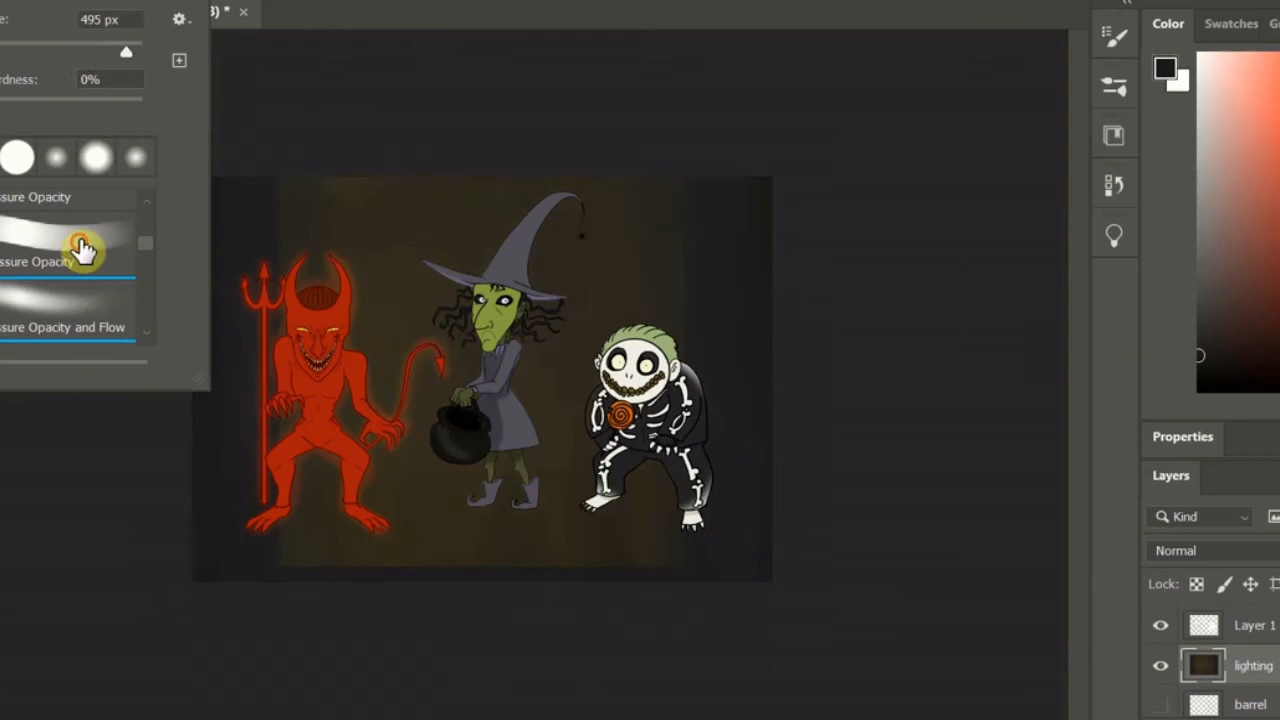 e: 495 px
3) * ×
Color Swatches G
rdness: 0%
ssure Opacity
ssure Opacity
ssure Opacity and Flow
Properties
Layers
Kind
Normal
Lock:
Layer 1
lighting
barrel